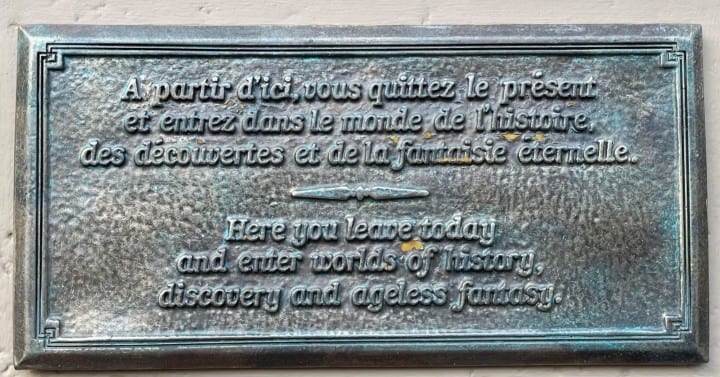 A partir d'ici, vous quittez le présent
et entrez dans le monde de l'histoire,
des découvertes et de la fantaisie éternelle.
Here you leave today
and enter worlds of history,
discovery and ageless fantasy.